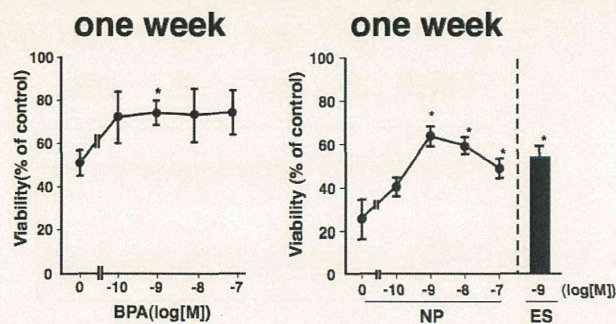 one week
100
80
60
40
20
0
Viability(% of control)
*
0 -10 -9 -8 -7
BPA(log[M])
one week
100
80
60
40
20
0
Viability (% of control)
* * * *
0 -10 -9 -8 -7 -9 (log[M])
NP ES